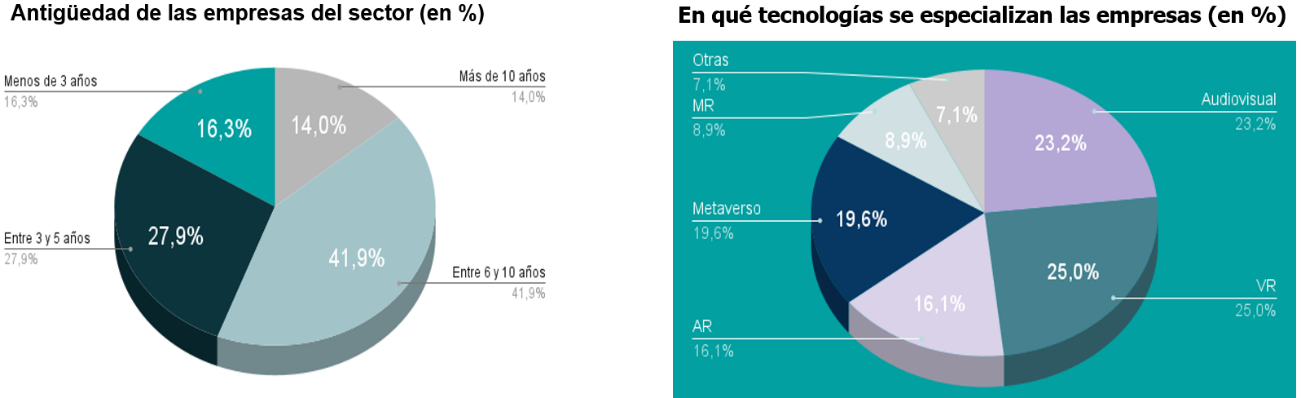 Antigüedad de las empresas del sector (en %)
Menos de 3 años
16,3%
Más de 10 años
14,0%
16,3%
14,0%
Entre 3 y 5 años
27,9%
27,9%
41,9%
Entre 6 y 10 años
41,9%
En qué tecnologías se especializan las empresas (en %)
Otras
7,1%
MR
8,9%
Audiovisual
23,2%
7,1%
8,9%
23,2%
Metaverso
19,6%
19,6%
25,0%
VR
25,0%
16,1%
AR
16,1%